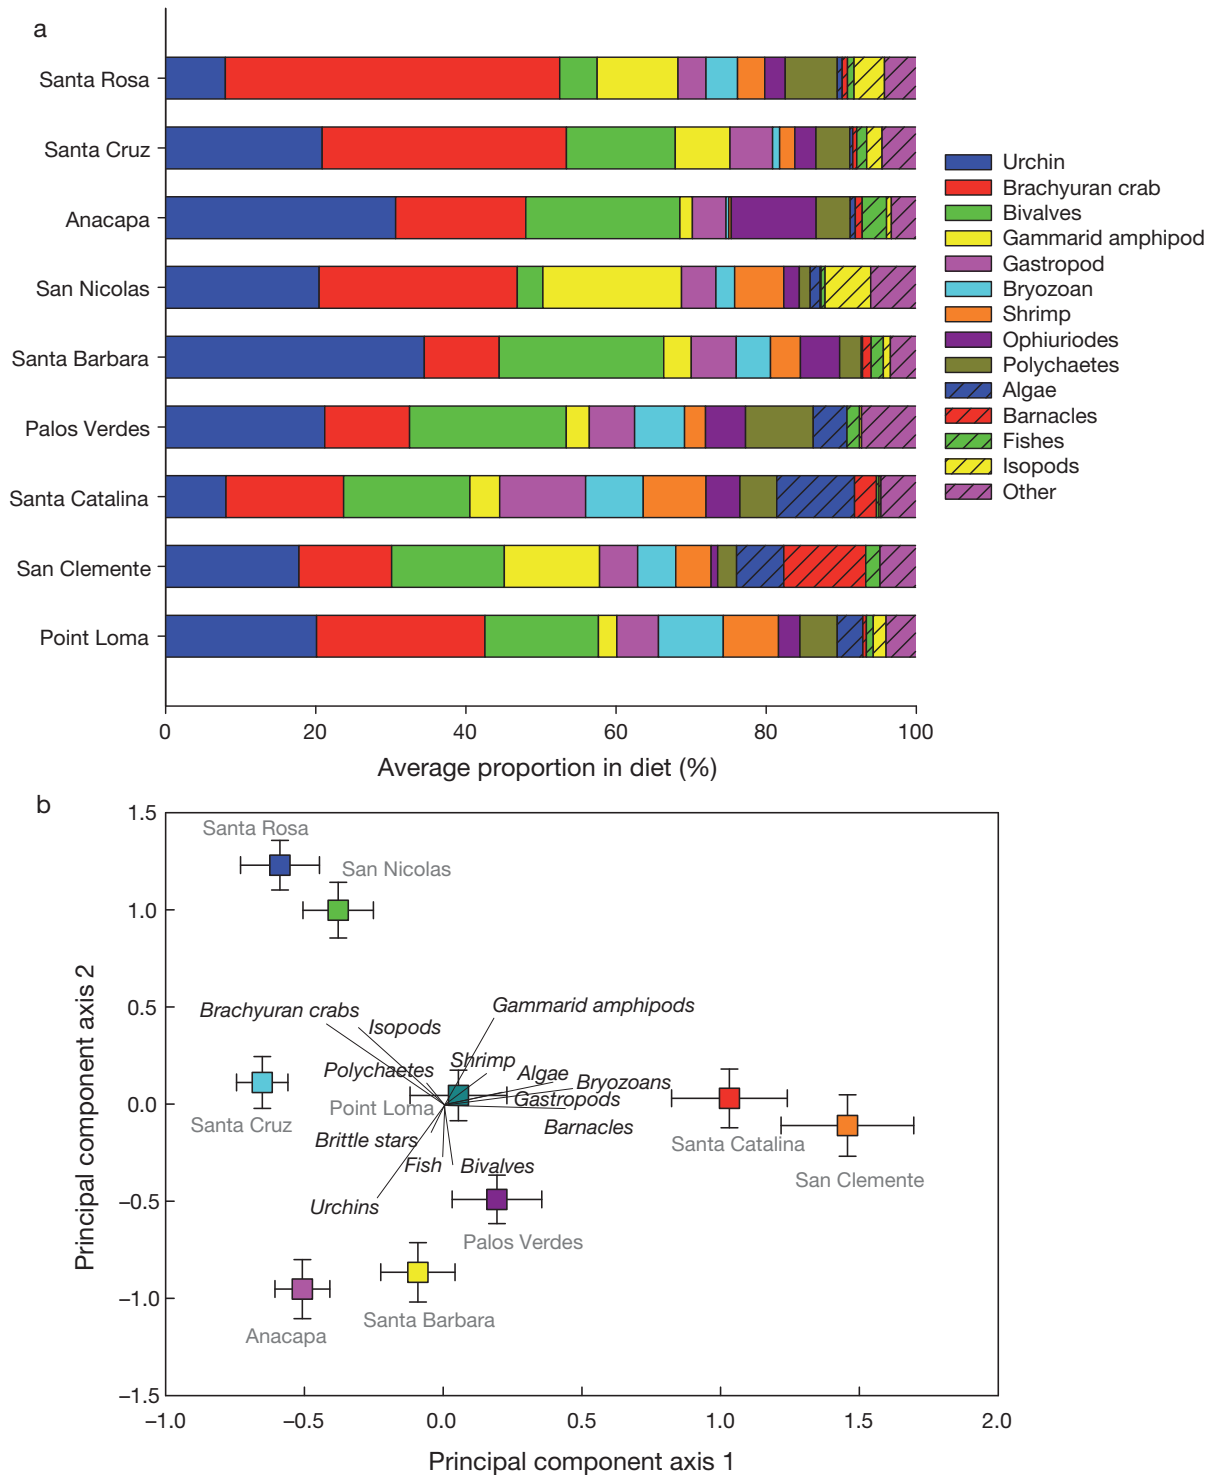 a
Santa Rosa
Santa Cruz
Anacapa
San Nicolas
Santa Barbara
Palos Verdes
Santa Catalina
San Clemente
Point Loma
0 20 40 60 80 100
Average proportion in diet (%)
Urchin
Brachyuran crab
Bivalves
Gammarid amphipod
Gastropod
Bryozoan
Shrimp
Ophiuriodes
Polychaetes
Algae
Barnacles
Fishes
Isopods
Other
b
1.5
1.0
0.5
0.0
−0.5
−1.0
−1.5
Principal component axis 2
Santa Rosa
San Nicolas
Brachyuran crabs
Gammarid amphipods
Isopods
Shrimp
Polychaetes
Algae
Bryozoans
Gastropods
Point Loma
Santa Cruz
Barnacles
Brittle stars
Santa Catalina
Fish
Bivalves
San Clemente
Urchins
Palos Verdes
Santa Barbara
Anacapa
−1.0 −0.5 0.0 0.5 1.0 1.5 2.0
Principal component axis 1